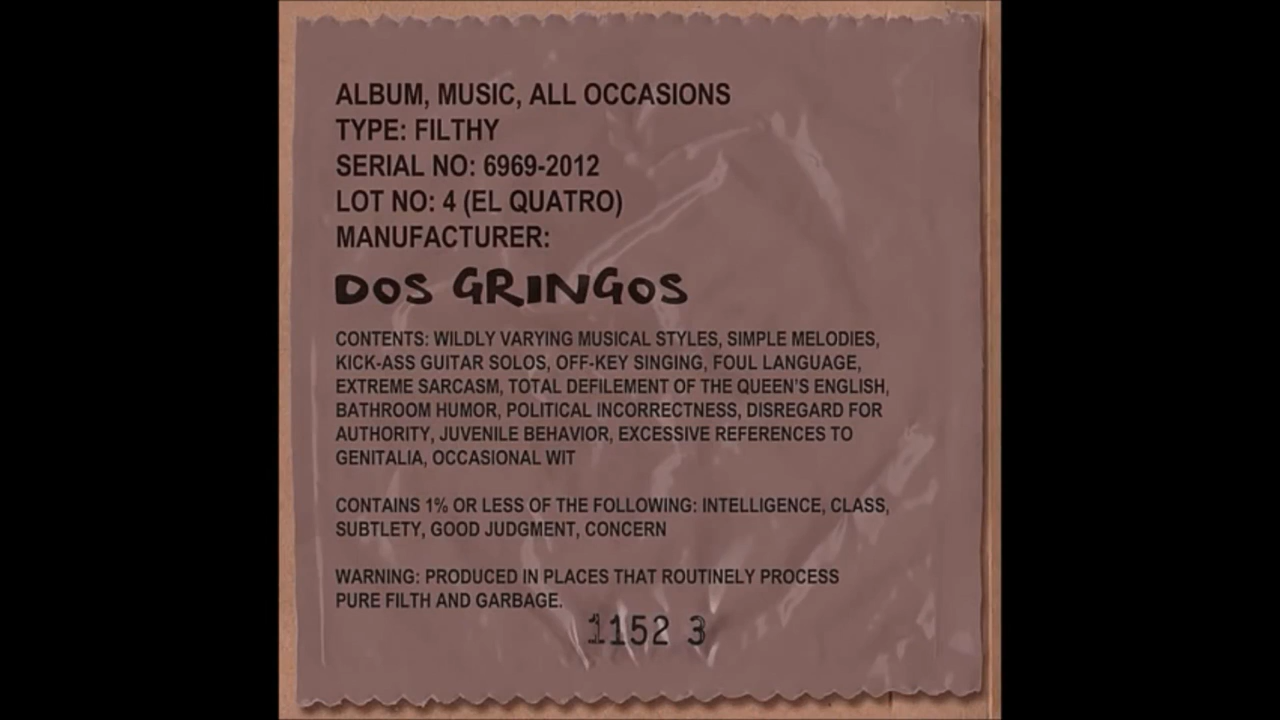 ALBUM, MUSIC, ALL OCCASIONS
TYPE: FILTHY
SERIAL NO: 6969-2012
LOT NO: 4 (EL QUATRO)
MANUFACTURER:
DOS GRINGOS
CONTENTS: WILDLY VARYING MUSICAL STYLES, SIMPLE MELODIES,
KICK-ASS GUITAR SOLOS, OFF-KEY SINGING, FOUL LANGUAGE,
EXTREME SARCASM, TOTAL DEFILEMENT OF THE QUEEN'S ENGLISH,
BATHROOM HUMOR, POLITICAL INCORRECTNESS, DISREGARD FOR
AUTHORITY, JUVENILE BEHAVIOR, EXCESSIVE REFERENCES TO
GENITALIA, OCCASIONAL WIT
CONTAINS 1% OR LESS OF THE FOLLOWING: INTELLIGENCE, CLASS,
SUBTLETY, GOOD JUDGMENT, CONCERN
WARNING: PRODUCED IN PLACES THAT ROUTINELY PROCESS
PURE FILTH AND GARBAGE.
1152 3